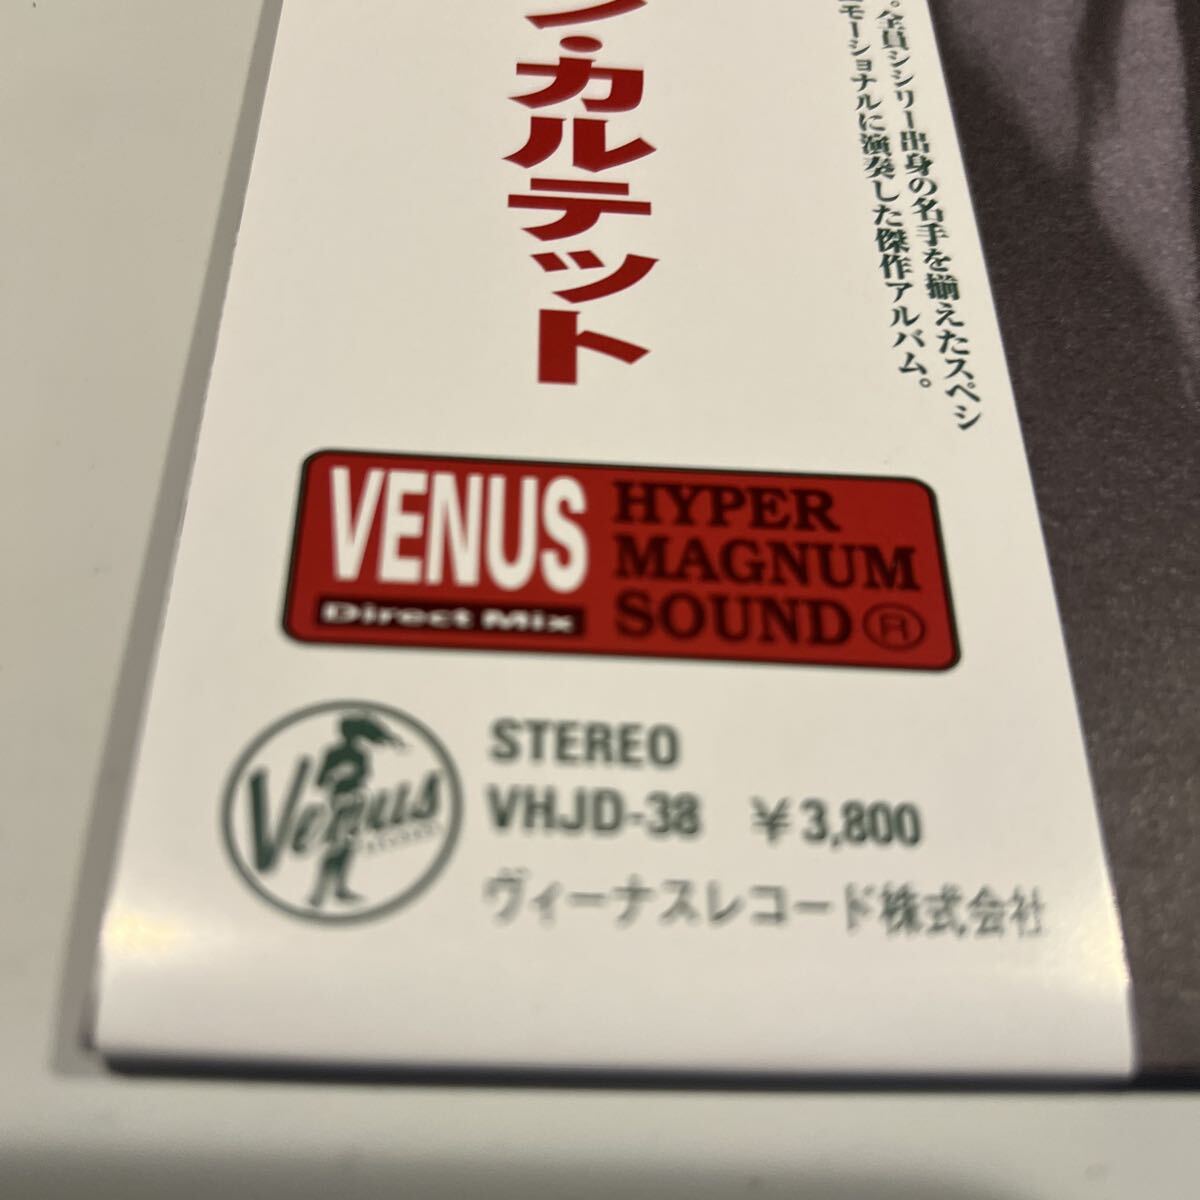 ン・カルテット
。全員シシリー出身の名手を揃えたスペシ
モーショナルに演奏した傑作アルバム。
VENUS
Direct Mix
HYPER
MAGNUM
SOUND Ⓡ
Venus
STEREO
VHJD-38 ¥3,800
ヴィーナスレコード株式会社